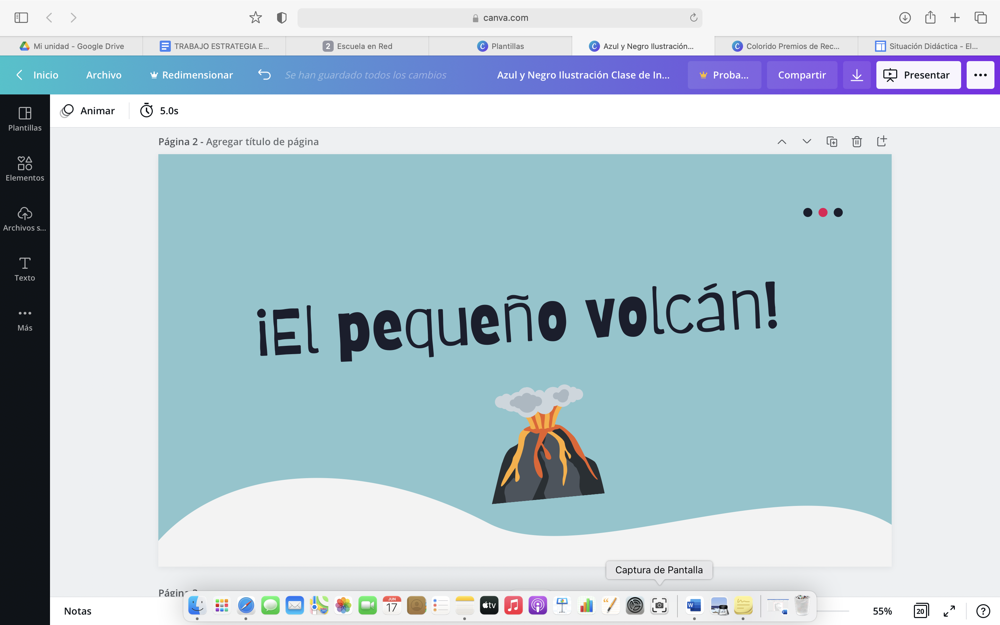 canva.com
Mi unidad - Google Drive
TRABAJO ESTRATEGIA E...
2 Escuela en Red
C Plantillas
C Azul y Negro Ilustración...
C Colorido Premios de Rec...
Situación Didáctica - El...
Inicio
Archivo
Redimensionar
Se han guardado todos los cambios
Azul y Negro Ilustración Clase de In...
Proba...
Compartir
Presentar
Plantillas
Elementos
Archivos s...
Texto
Más
Animar
5.0s
Página 2 - Agregar título de página
¡El pequeño volcán!
Captura de Pantalla
JUN
17
280
tv
W
Notas
55%
20
?